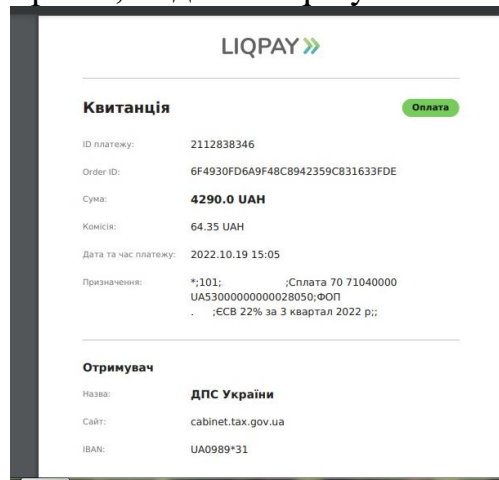 LIQPAY
Квитанція
Оплата
ID платежу: 2112838346
Order ID: 6F4930FD6A9F48C8942359C831633FDE
Сума: 4290.0 UAH
Комісія: 64.35 UAH
Дата та час платежу: 2022.10.19 15:05
Призначення: *;101; ;Сплата 70 71040000
UA53000000000028050;ФОП
. ;ЄСВ 22% за 3 квартал 2022 р;;
Отримувач
Назва: ДПС України
Сайт: cabinet.tax.gov.ua
IBAN: UA0989*31